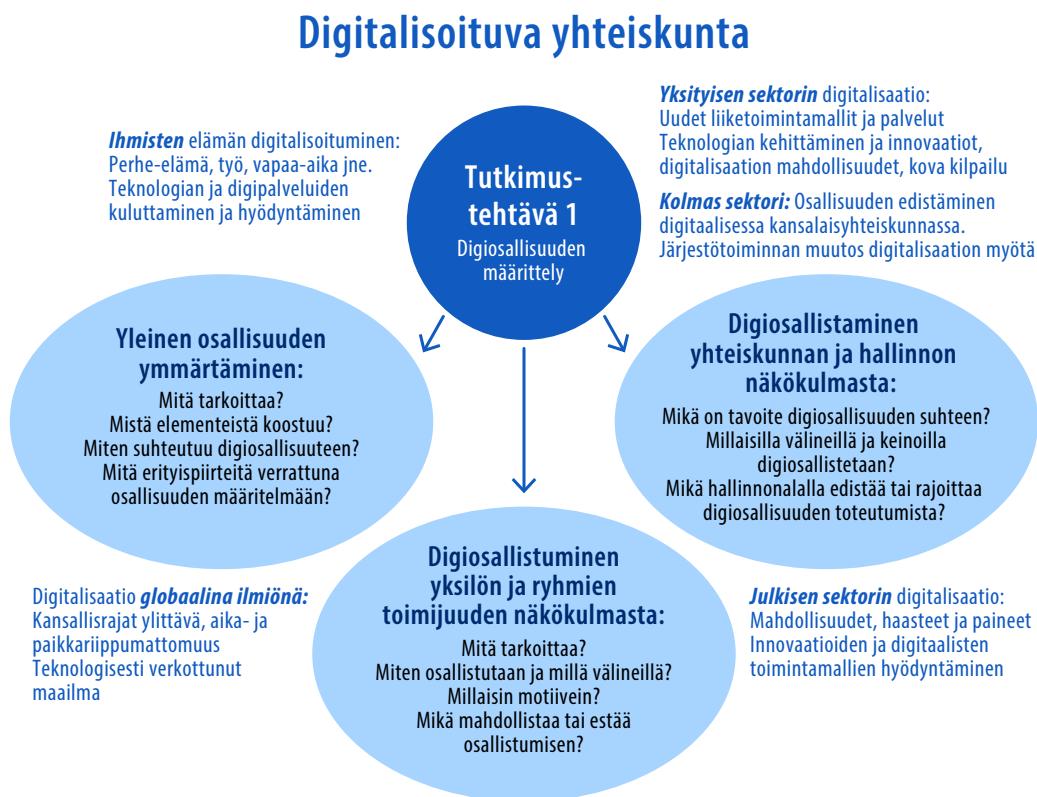 Digitalisoituva yhteiskunta
Ihmisten elämän digitalisoituminen:
Perhe-elämä, työ, vapaa-aika jne.
Teknologian ja digipalveluiden
kuluttaminen ja hyödyntäminen
Tutkimus-
tehtävä 1
Digiosallisuuden
määrittely
Yksityisen sektorin digitalisaatio:
Uudet liiketoimintamallit ja palvelut
Teknologian kehittäminen ja innovaatiot,
digitalisaation mahdollisuudet, kova kilpailu
Kolmas sektori: Osallisuuden edistäminen
digitaalisessa kansalaisyhteiskunnassa.
Järjestötoiminnan muutos digitalisaation myötä
Yleinen osallisuuden
ymmärtäminen:
Mitä tarkoittaa?
Mistä elementeistä koostuu?
Miten suhteutuu digiosallisuuteen?
Mitä erityispiirteitä verrattuna
osallisuuden määritelmään?
Digiosallistaminen
yhteiskunnan ja hallinnon
näkökulmasta:
Mikä on tavoite digiosallisuuden suhteen?
Millaisilla välineillä ja keinoilla
digiosallistetaan?
Mikä hallinnonalalla edistää tai rajoittaa
digiosallisuuden toteutumista?
Digiosallistuminen
yksilön ja ryhmien
toimijuuden näkökulmasta:
Mitä tarkoittaa?
Miten osallistutaan ja millä välineillä?
Millaisin motiivein?
Mikä mahdollistaa tai estää
osallistumisen?
Digitalisaatio globaalina ilmiönä:
Kansallisrajat ylittävä, aika- ja
paikkariippumattomuus
Teknologisesti verkottunut
maailma
Julkisen sektorin digitalisaatio:
Mahdollisuudet, haasteet ja paineet
Innovaatioiden ja digitaalisten
toimintamallien hyödyntäminen